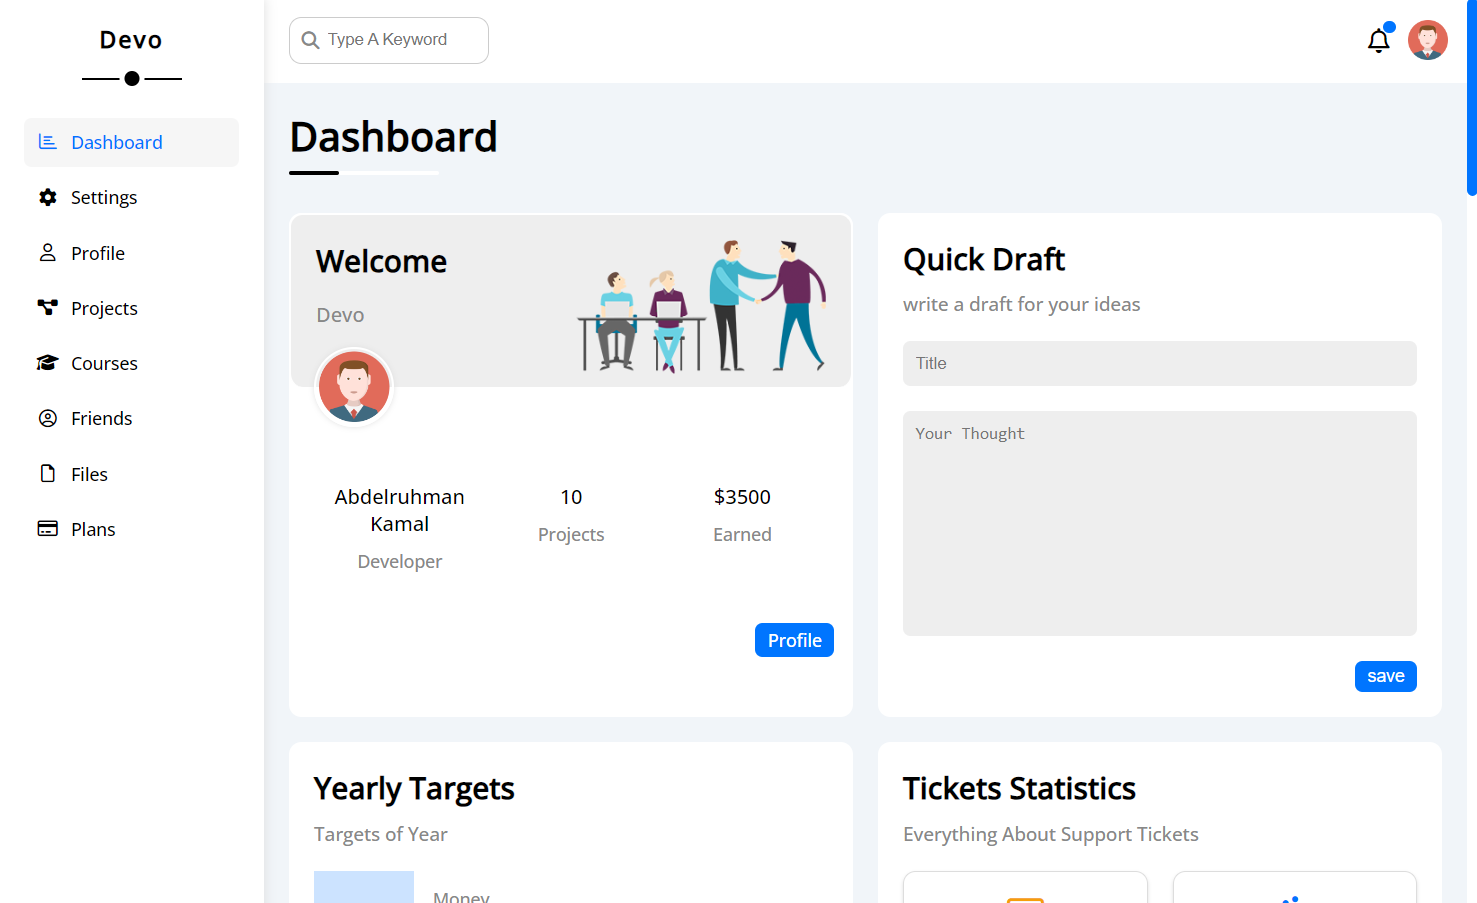 Devo
Dashboard
Settings
Profile
Projects
Courses
Friends
Files
Plans
Type A Keyword
Dashboard
Welcome
Devo
Abdelruhman
Kamal
Developer
10
Projects
$3500
Earned
Profile
Quick Draft
write a draft for your ideas
Title
Your Thought
save
Yearly Targets
Targets of Year
Money
Tickets Statistics
Everything About Support Tickets